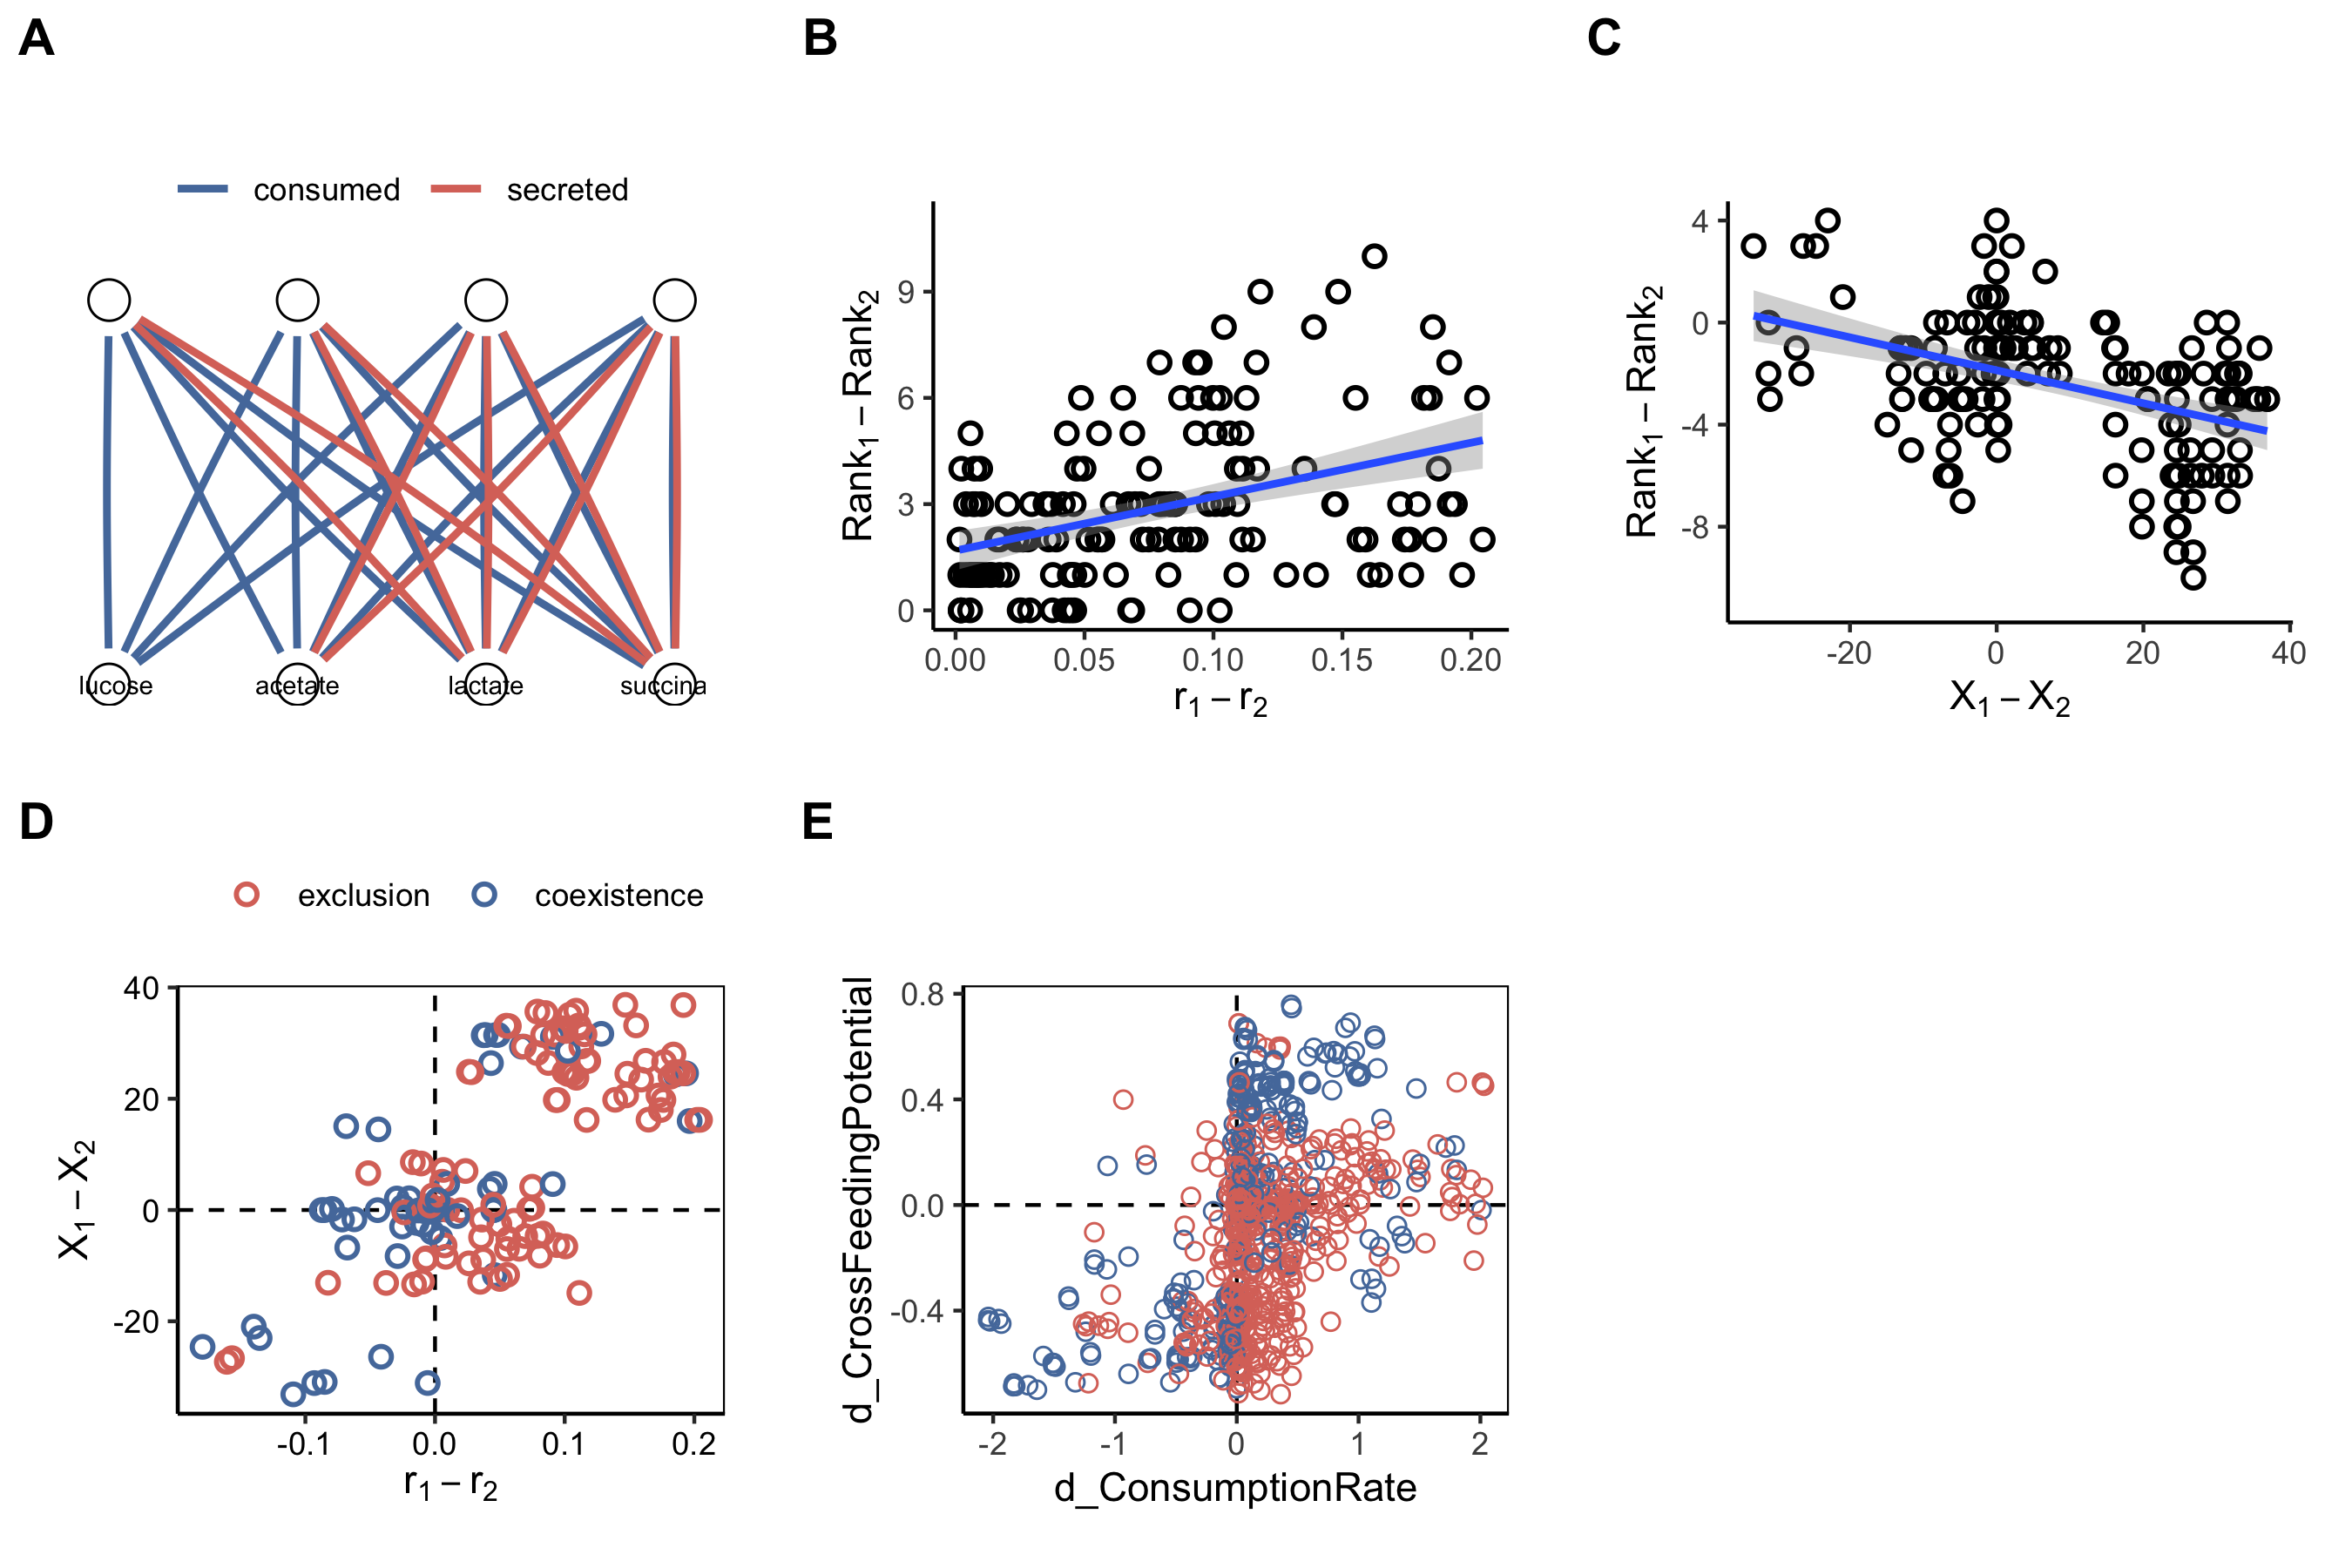 A
consumed secreted
lucose acetate lactate succina
B
Rank1 – Rank2
9
6
3
0
0.00 0.05 0.10 0.15 0.20
r1 – r2
C
Rank1 – Rank2
4
0
-4
-8
-20 0 20 40
X1 – X2
D
exclusion coexistence
X1 – X2
40
20
0
-20
-0.1 0.0 0.1 0.2
r1 – r2
E
d_CrossFeedingPotential
0.8
0.4
0.0
-0.4
-2 -1 0 1 2
d_ConsumptionRate